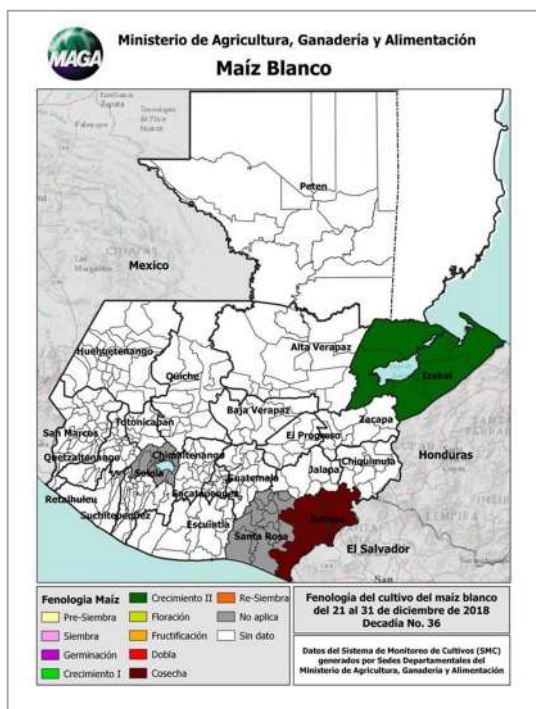 MAGA
Ministerio de Agricultura, Ganadería y Alimentación
Maíz Blanco
Peten
Mexico
Alta Verapaz
Izabal
Huehuetenango
Quiche
Baja Verapaz
Zacapa
Totonicapan
El Progreso
San Marcos
Chimaltenango
Honduras
Quetzaltenango
Solola
Guatemala
Jalapa
Chiquimula
Retalhuleu
Sacatepequez
Suchitepequez
Escuintla
Jutiapa
Santa Rosa
El Salvador
Fenologia Maíz
Pre-Siembra
Siembra
Germinación
Crecimiento I
Crecimiento II
Floración
Fructificación
Dobla
Cosecha
Re-Siembra
No aplica
Sin dato
Fenología del cultivo del maíz blanco
del 21 al 31 de diciembre de 2018
Decadía No. 36
Datos del Sistema de Monitoreo de Cultivos (SMC)
generados por Sedes Departamentales del
Ministerio de Agricultura, Ganadería y Alimentación